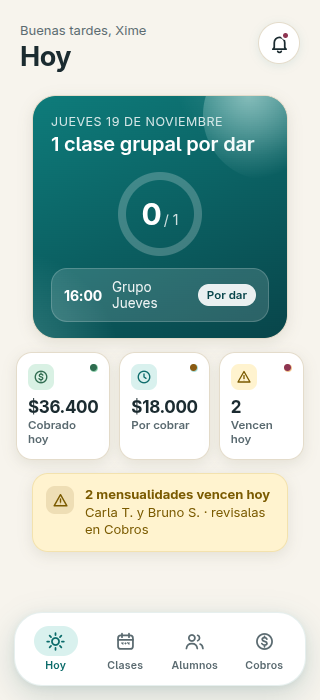 Buenas tardes, Xime
Hoy
JUEVES 19 DE NOVIEMBRE
1 clase grupal por dar
0 / 1
16:00 Grupo Jueves Por dar
$36.400
Cobrado hoy
$18.000
Por cobrar
2
Vencen hoy
2 mensualidades vencen hoy
Carla T. y Bruno S. · revisalas
en Cobros
Hoy Clases Alumnos Cobros